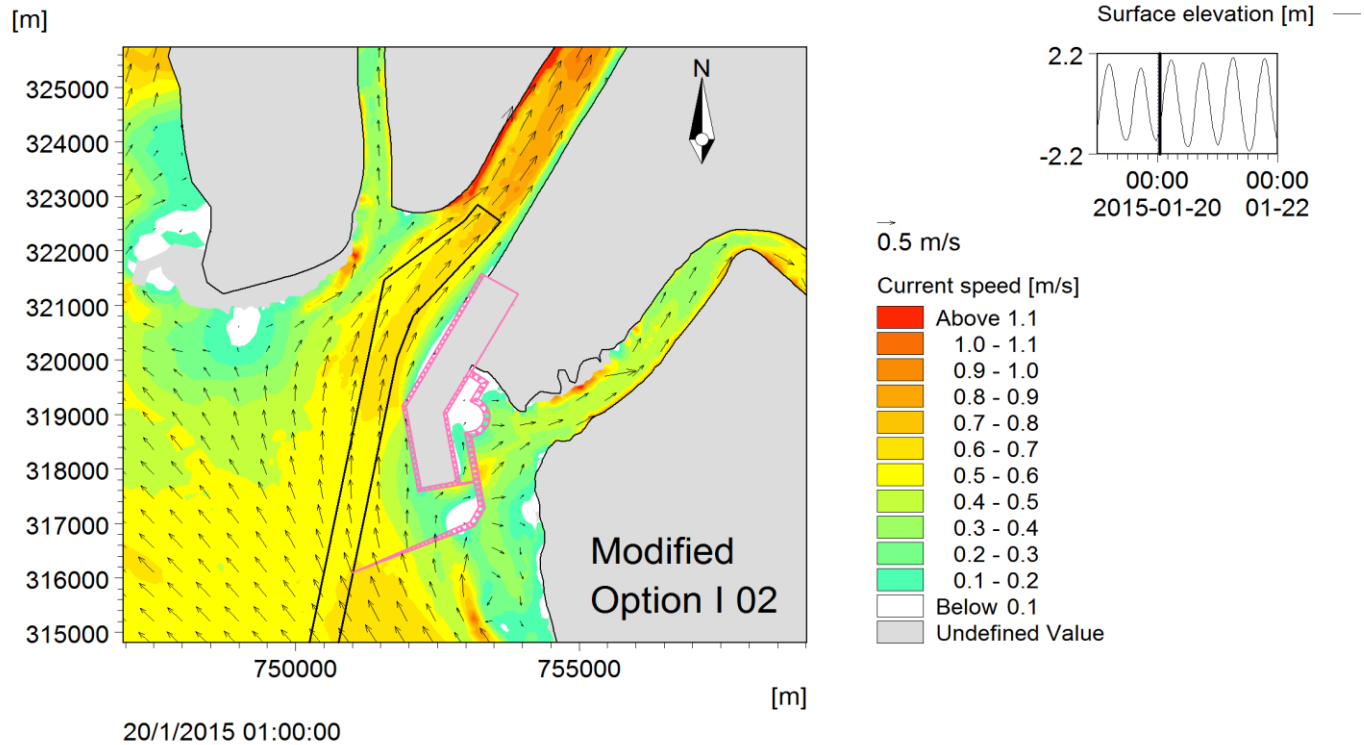 [m]
Surface elevation [m]
2.2
-2.2
00:00 00:00
2015-01-20 01-22
N
325000
324000
323000
322000
321000
320000
319000
318000
317000
316000
315000
0.5 m/s
Current speed [m/s]
Above 1.1
1.0 - 1.1
0.9 - 1.0
0.8 - 0.9
0.7 - 0.8
0.6 - 0.7
0.5 - 0.6
0.4 - 0.5
0.3 - 0.4
0.2 - 0.3
0.1 - 0.2
Below 0.1
Undefined Value
Modified
Option I 02
750000 755000
[m]
20/1/2015 01:00:00